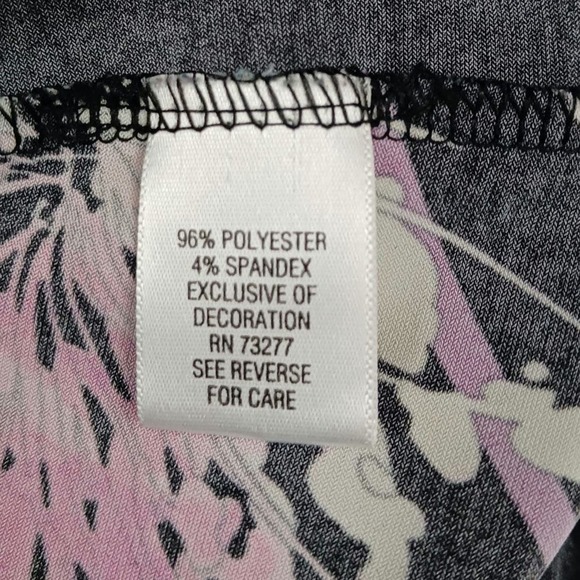 96% POLYESTER
4% SPANDEX
EXCLUSIVE OF
DECORATION
RN 73277
SEE REVERSE
FOR CARE